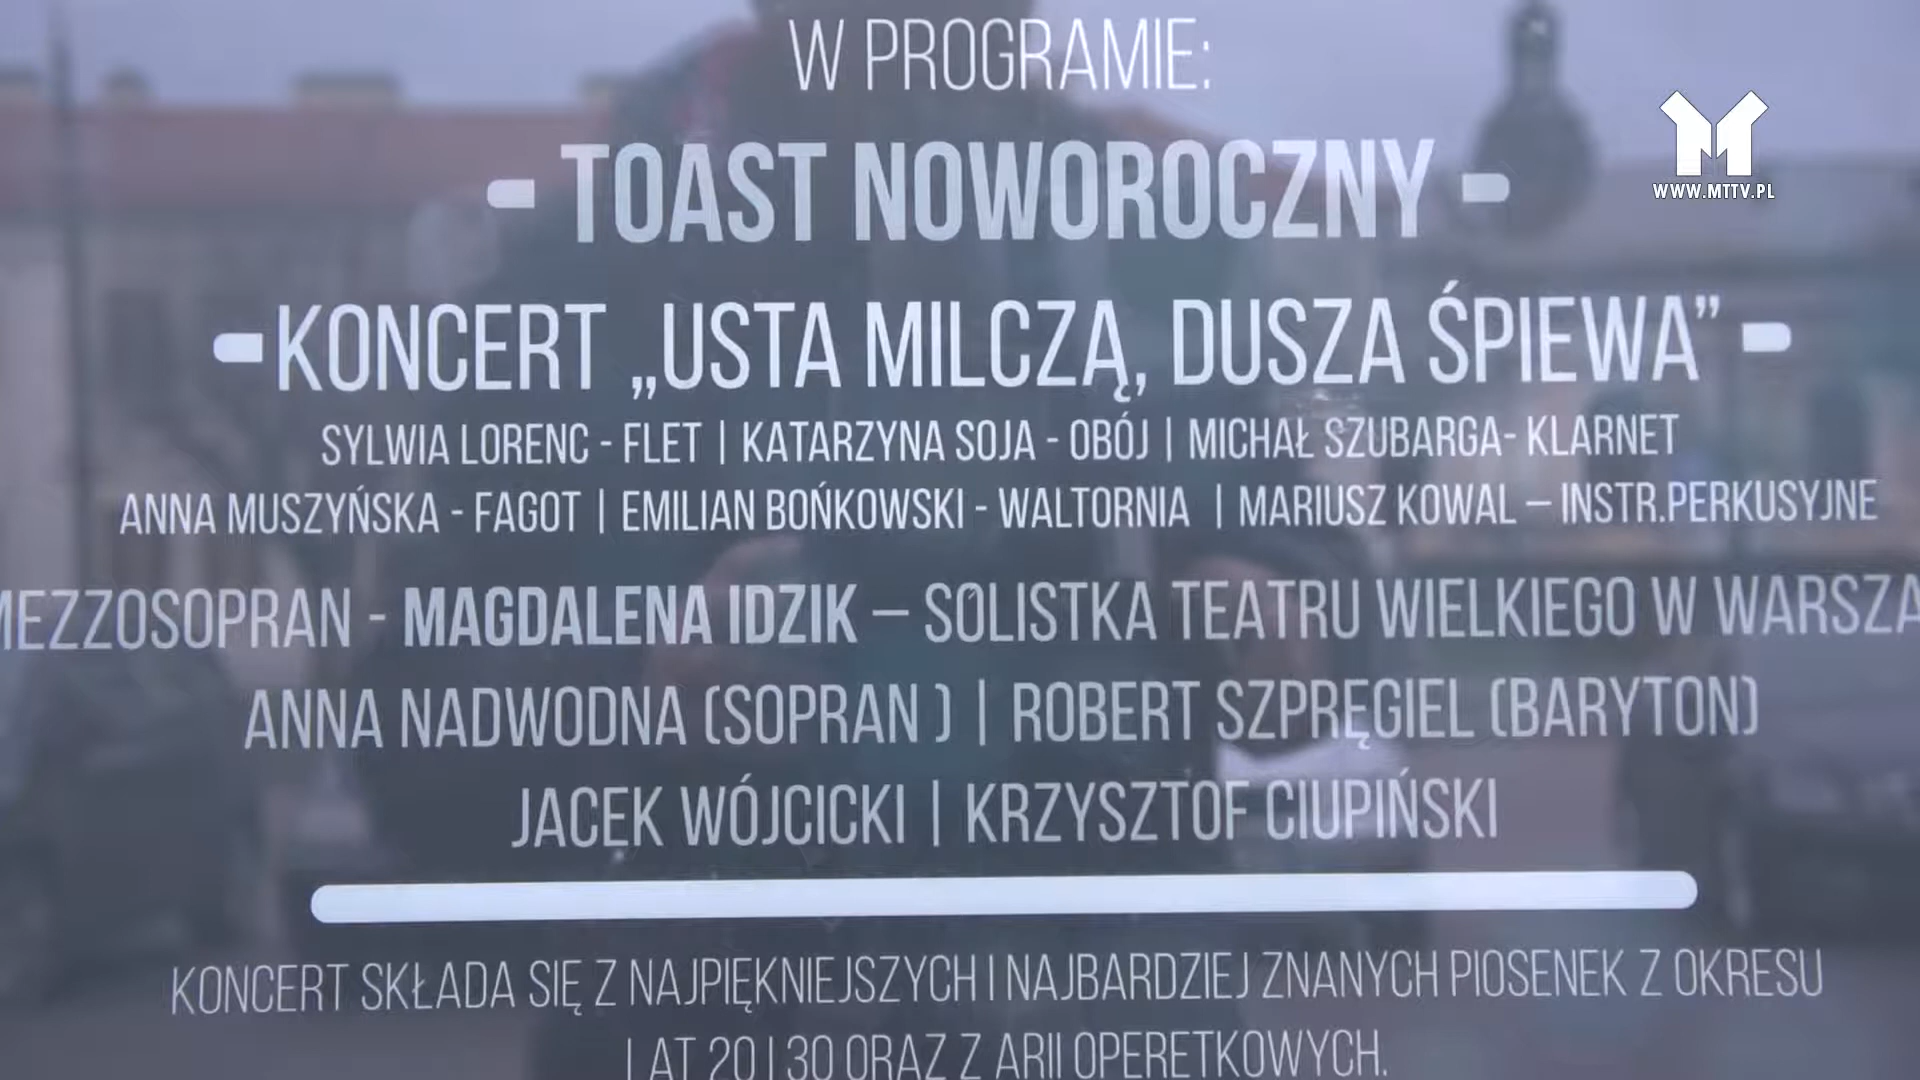 W PROGRAMIE:
WWW.MTTV.PL
- TOAST NOWOROCZNY -
- KONCERT „USTA MILCZĄ, DUSZA ŚPIEWA” -
SYLWIA LORENC - FLET | KATARZYNA SOJA - OBÓJ | MICHAŁ SZUBARGA- KLARNET
ANNA MUSZYŃSKA - FAGOT | EMILIAN BOŃKOWSKI - WALTORNIA | MARIUSZ KOWAL – INSTR.PERKUSYJNE
MEZZOSOPRAN - MAGDALENA IDZIK – SOLISTKA TEATRU WIELKIEGO W WARSZA
ANNA NADWODNA (SOPRAN ) | ROBERT SZPRĘGIEL (BARYTON)
JACEK WÓJCICKI | KRZYSZTOF CIUPIŃSKI
KONCERT SKŁADA SIĘ Z NAJPIĘKNIEJSZYCH I NAJBARDZIEJ ZNANYCH PIOSENEK Z OKRESU
LAT 20 I 30 ORAZ Z ARII OPERETKOWYCH.